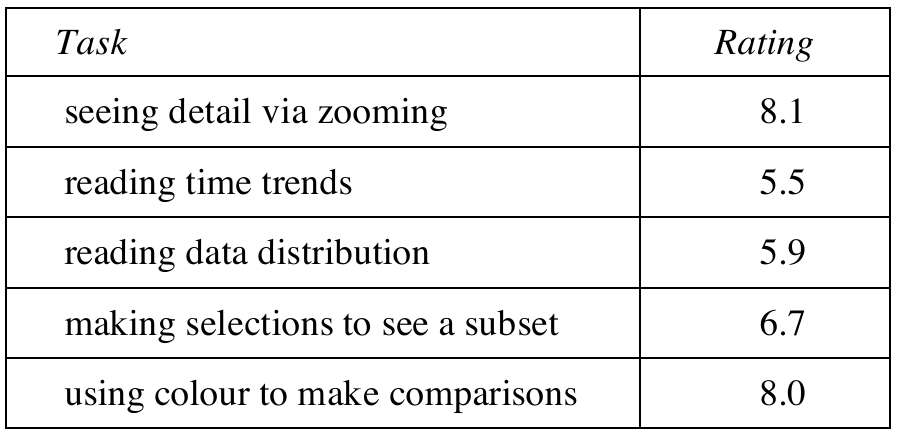 Task Rating
seeing detail via zooming 8.1
reading time trends 5.5
reading data distribution 5.9
making selections to see a subset 6.7
using colour to make comparisons 8.0